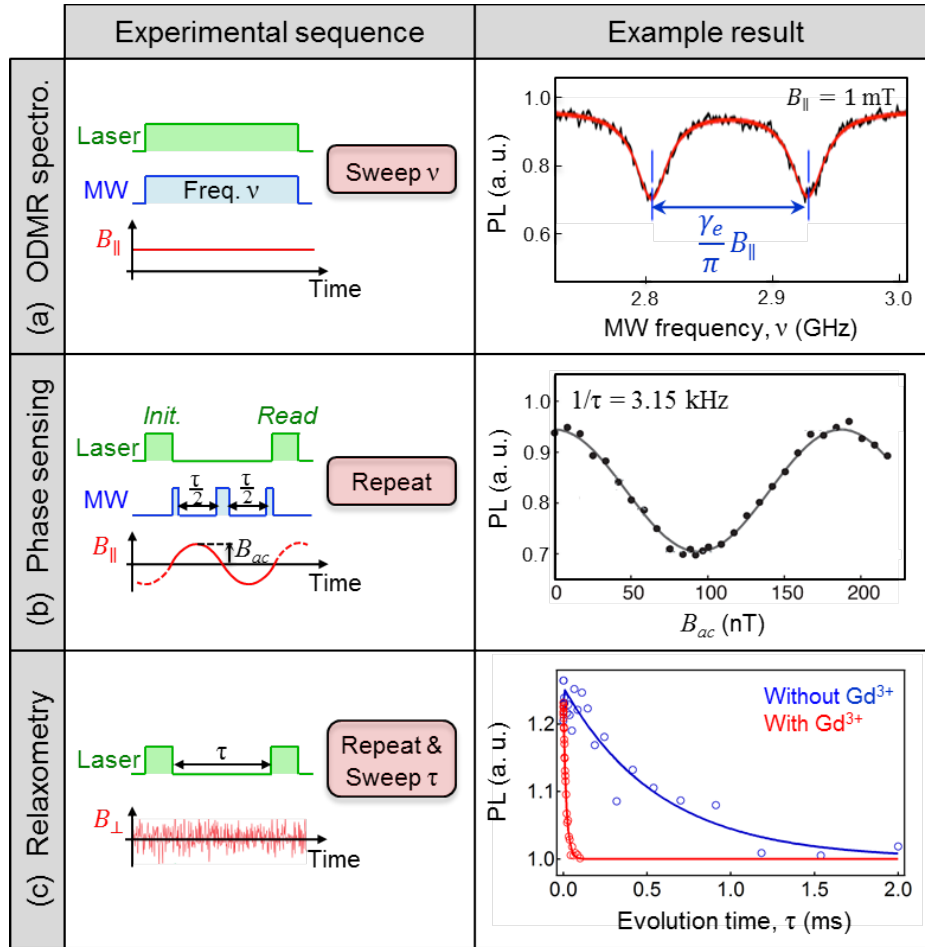 Experimental sequence
Example result
(a) ODMR spectro.
Laser
MW
Freq. ν
B∥
Time
Sweep ν
B∥ = 1 mT
PL (a. u.)
1.0
0.8
0.6
γe/π B∥
2.8
2.9
3.0
MW frequency, ν (GHz)
(b) Phase sensing
Init.
Read
Laser
MW
τ/2
τ/2
B∥
Bac
Time
Repeat
1/τ = 3.15 kHz
PL (a. u.)
1.0
0.9
0.8
0.7
0
50
100
150
200
Bac (nT)
(c) Relaxometry
Laser
τ
B⊥
Time
Repeat &
Sweep τ
Without Gd³⁺
With Gd³⁺
PL (a. u.)
1.2
1.1
1.0
0.0
0.5
1.0
1.5
2.0
Evolution time, τ (ms)